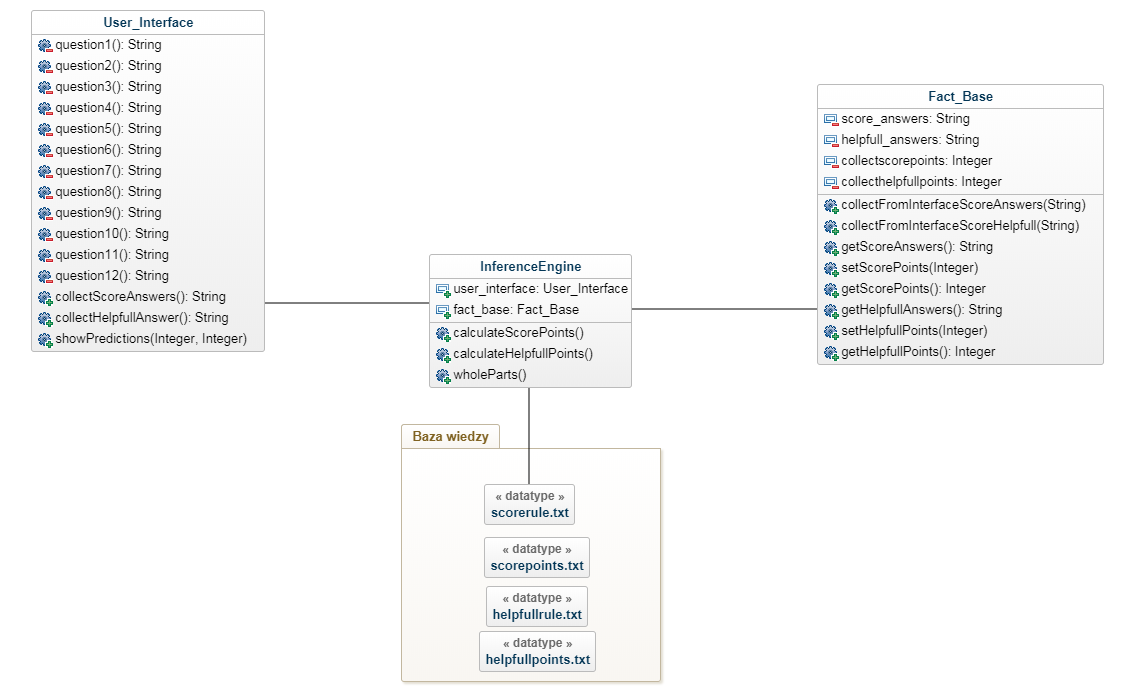 User_Interface
question1(): String
question2(): String
question3(): String
question4(): String
question5(): String
question6(): String
question7(): String
question8(): String
question9(): String
question10(): String
question11(): String
question12(): String
collectScoreAnswers(): String
collectHelpfullAnswer(): String
showPredictions(Integer, Integer)
InferenceEngine
user_interface: User_Interface
fact_base: Fact_Base
calculateScorePoints()
calculateHelpfullPoints()
wholeParts()
Fact_Base
score_answers: String
helpfull_answers: String
collectscorepoints: Integer
collecthelpfullpoints: Integer
collectFromInterfaceScoreAnswers(String)
collectFromInterfaceScoreHelpfull(String)
getScoreAnswers(): String
setScorePoints(Integer)
getScorePoints(): Integer
getHelpfullAnswers(): String
setHelpfullPoints(Integer)
getHelpfullPoints(): Integer
Baza wiedzy
« datatype »
scorerule.txt
« datatype »
scorepoints.txt
« datatype »
helpfullrule.txt
« datatype »
helpfullpoints.txt